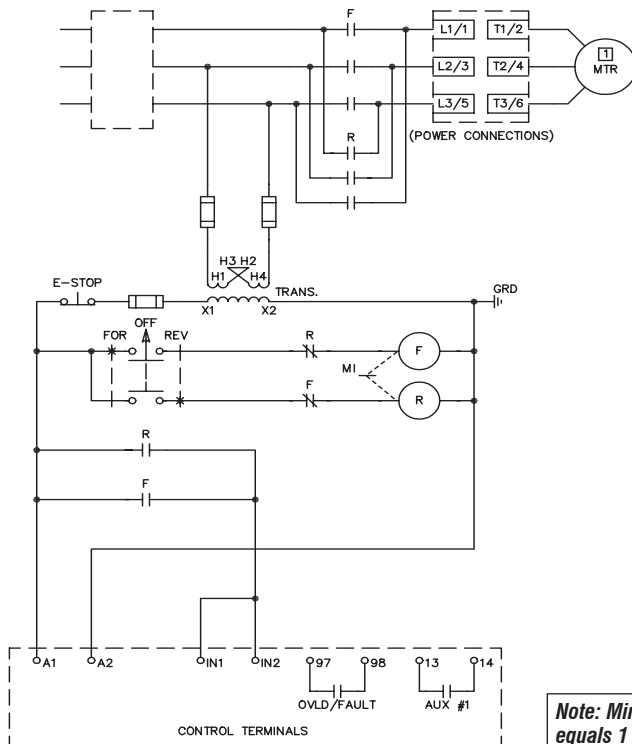 F
L1/1 T1/2
L2/3 T2/4
L3/5 T3/6
1
MTR
(POWER CONNECTIONS)
R
H3 H2
H1 H4
TRANS.
X1 X2
E-STOP
GRD
OFF
FOR REV
R
F
MI
F
R
R
F
A1 A2 IN1 IN2 97 98 13 14
OVLD/FAULT
AUX #1
CONTROL TERMINALS
Note: Min
equals 1